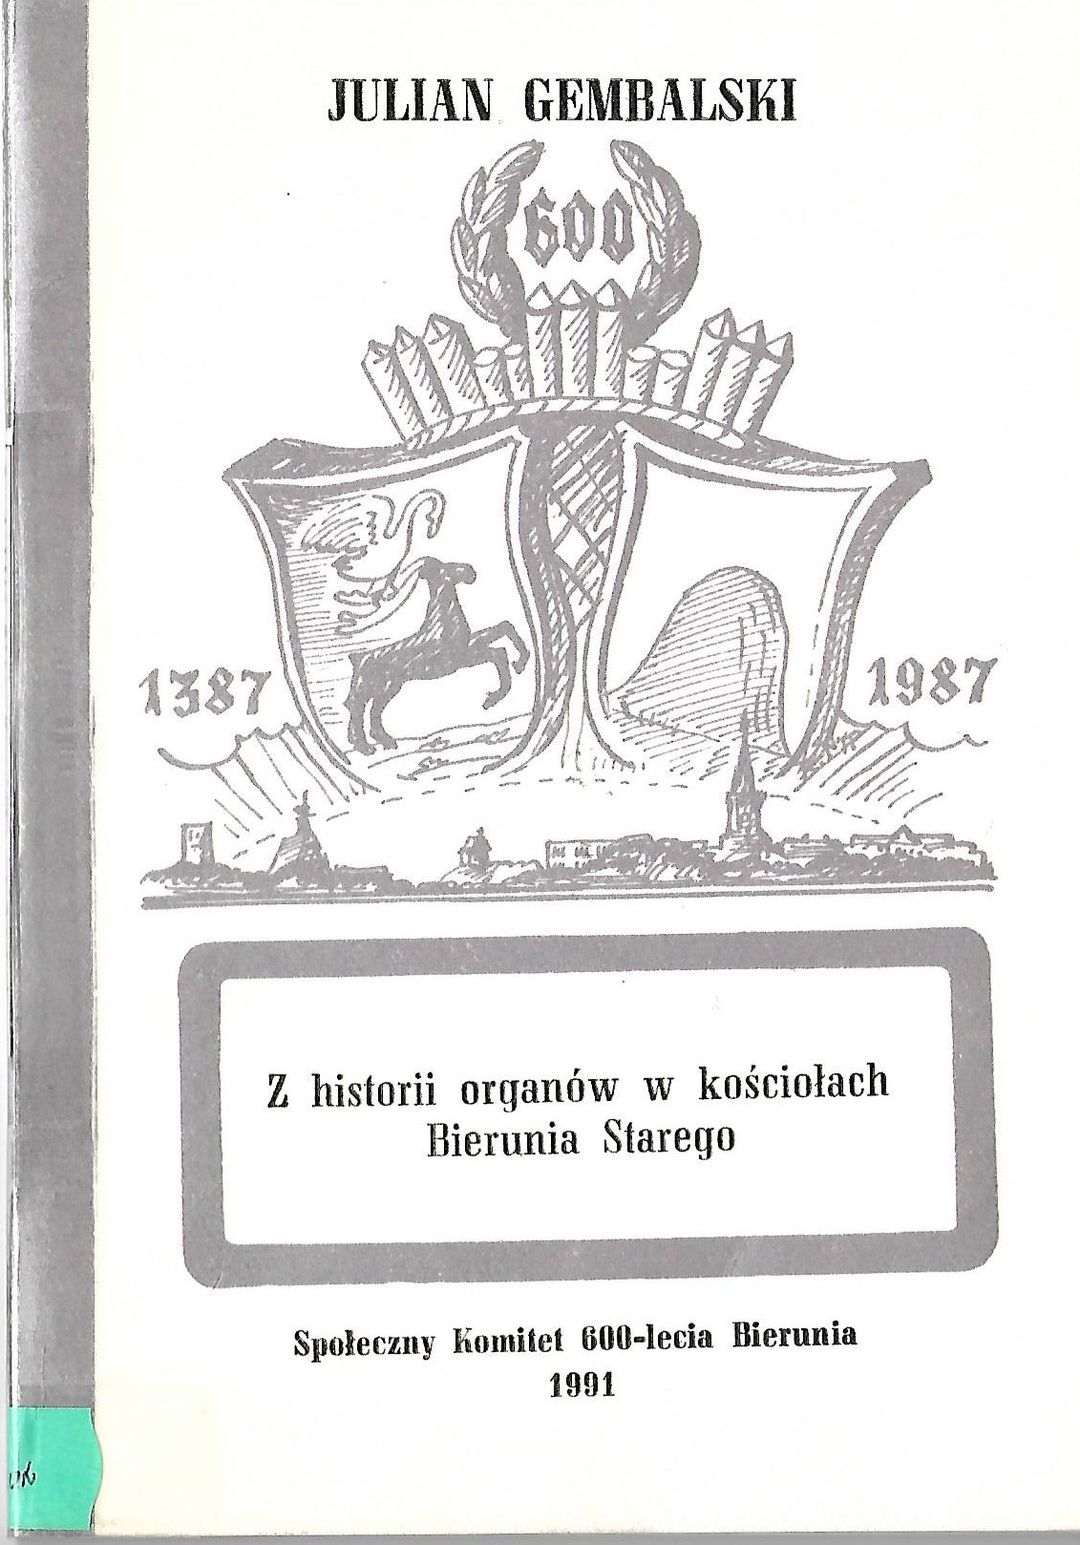 JULIAN GEMBALSKI
600
1387
1987
Z historii organów w kościołach
Bierunia Starego
Społeczny Komitet 600-lecia Bierunia
1991